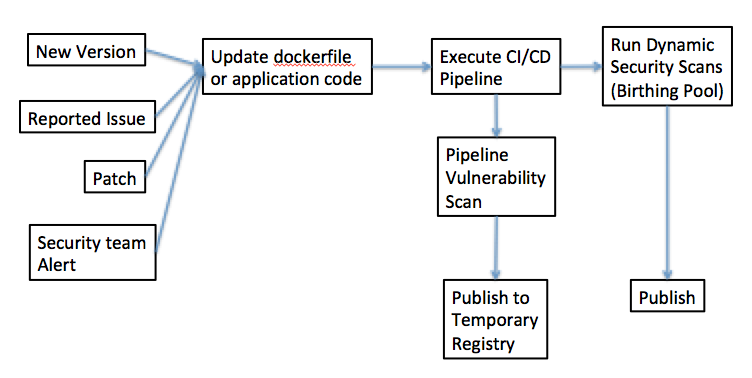 New Version
Reported Issue
Patch
Security team
Alert
Update dockerfile
or application code
Execute CI/CD
Pipeline
Pipeline
Vulnerability
Scan
Publish to
Temporary
Registry
Run Dynamic
Security Scans
(Birthing Pool)
Publish